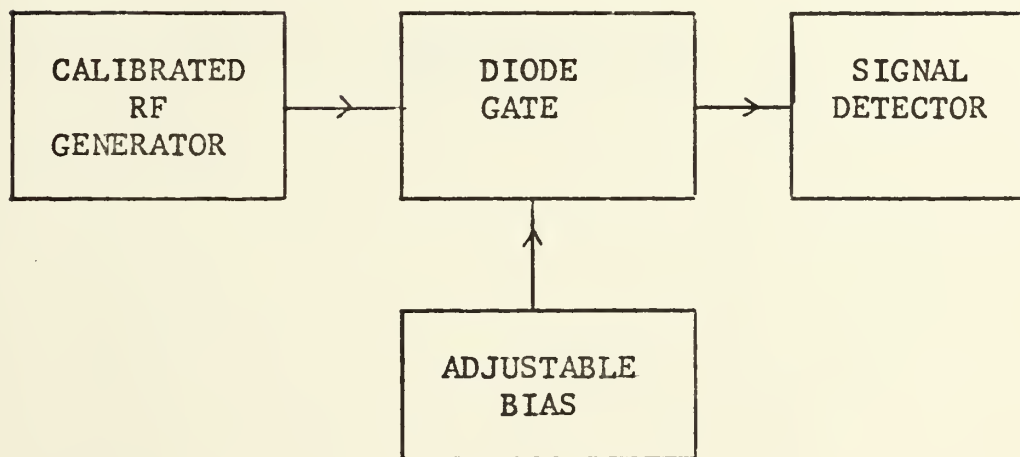 CALIBRATED
RF
GENERATOR
DIODE
GATE
SIGNAL
DETECTOR
ADJUSTABLE
BIAS